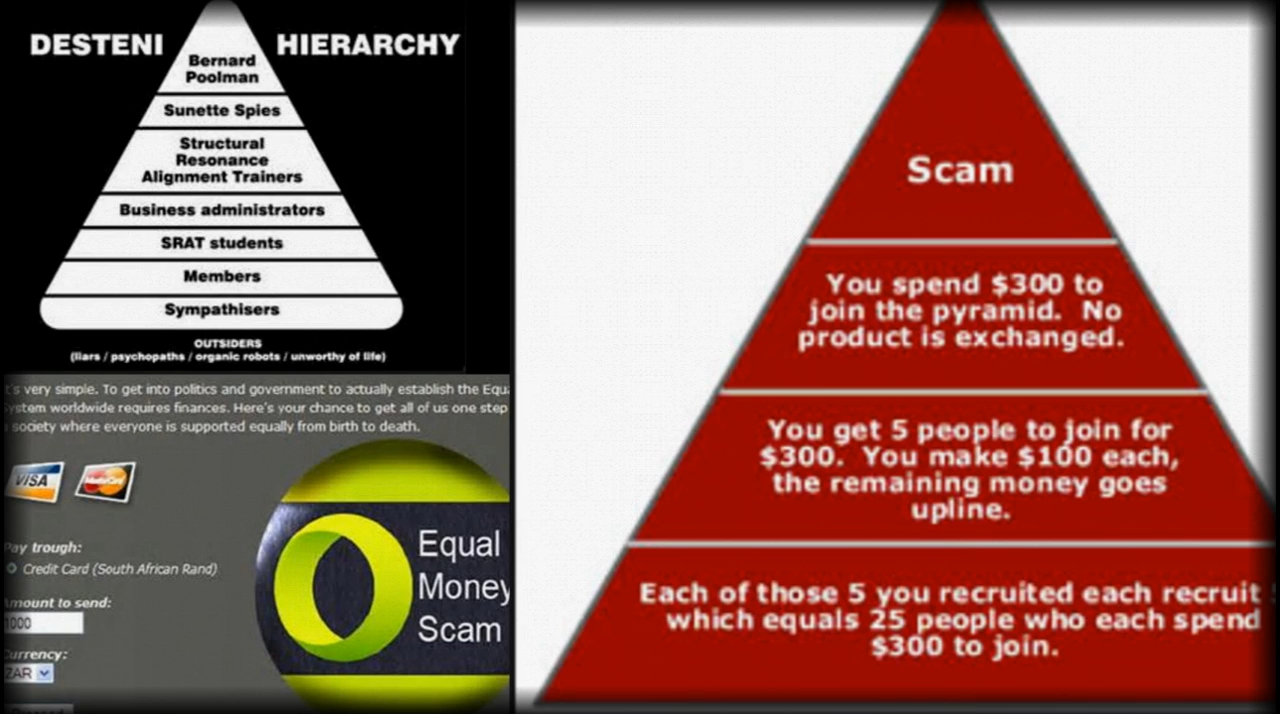 DESTENI HIERARCHY
Bernard
Poolman
Sunette Spies
Structural
Resonance
Alignment Trainers
Business administrators
SRAT students
Members
Sympathisers
OUTSIDERS
(liars / psychopaths / organic robots / unworthy of life)
t's very simple. To get into politics and government to actually establish the Equa
ystem worldwide requires finances. Here's your chance to get all of us one step
society where everyone is supported equally from birth to death.
VISA
MasterCard
Pay trough:
Credit Card (South African Rand)
Amount to send:
1000
Currency:
ZAR
Equal
Money
Scam
Scam
You spend $300 to
join the pyramid. No
product is exchanged.
You get 5 people to join for
$300. You make $100 each,
the remaining money goes
upline.
Each of those 5 you recruited each recruit 5
which equals 25 people who each spend
$300 to join.